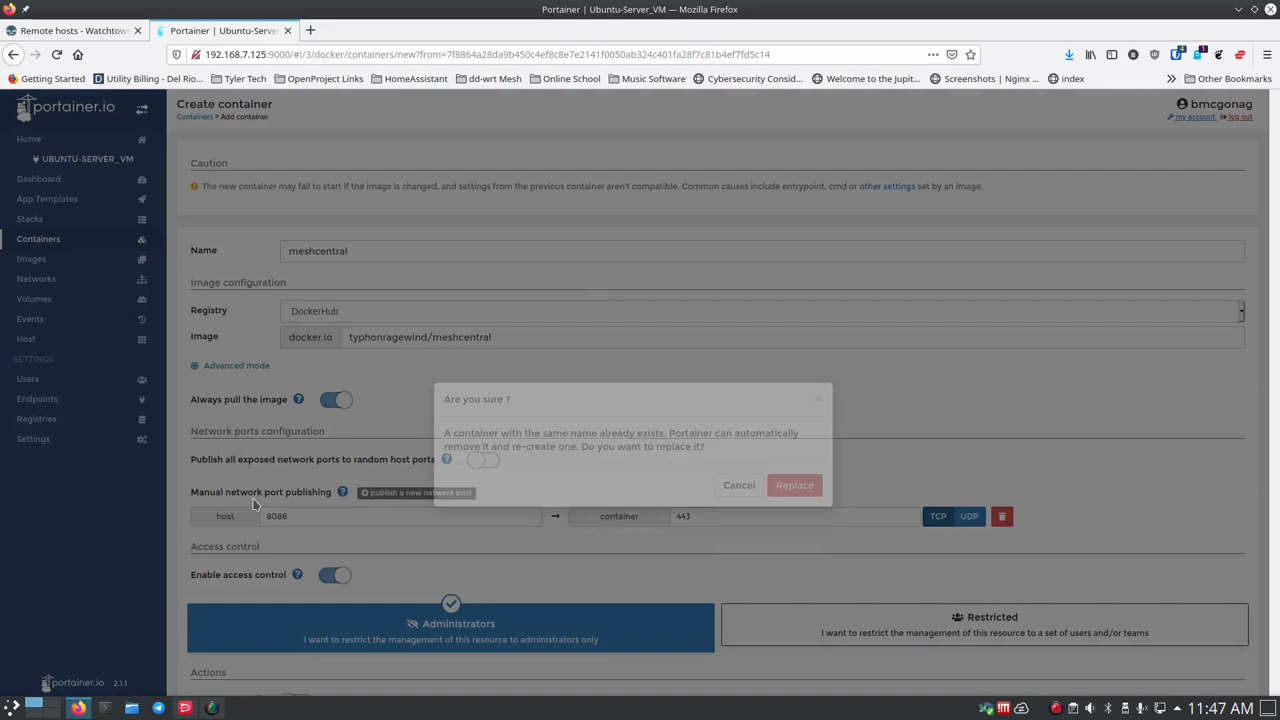 Portainer | Ubuntu-Server_VM — Mozilla Firefox
Remote hosts - Watchtow
Portainer | Ubuntu-Serve
192.168.7.125:9000/#!/3/docker/containers/new?from=7f8864a28da9b450c4ef8c8e7e2141f0050ab324c401fa28f7c81b4ef7fd5c14
Getting Started
Utility Billing - Del Rio...
Tyler Tech
OpenProject Links
HomeAssistant
dd-wrt Mesh
Online School
Music Software
Cybersecurity Consid...
Welcome to the Jupit...
Screenshots | Nginx ...
index
Other Bookmarks
portainer.io
Create container
bmcgonag
Containers > Add container
my account
log out
Home
UBUNTU-SERVER_VM
Dashboard
App Templates
Stacks
Containers
Images
Networks
Volumes
Events
Host
SETTINGS
Users
Endpoints
Registries
Settings
portainer.io 2.1.1
Caution
The new container may fail to start if the image is changed, and settings from the previous container aren't compatible. Common causes include entrypoint, cmd or other settings set by an image.
Name
meshcentral
Image configuration
Registry
DockerHub
Image
docker.io
typhonragewind/meshcentral
Advanced mode
Always pull the image
Network ports configuration
Publish all exposed network ports to random host ports
Manual network port publishing
publish a new network port
host
8086
container
443
TCP
UDP
Are you sure ?
×
A container with the same name already exists. Portainer can automatically
remove it and re-create one. Do you want to replace it?
Cancel
Replace
Access control
Enable access control
Administrators
I want to restrict the management of this resource to administrators only
Restricted
I want to restrict the management of this resource to a set of users and/or teams
Actions
11:47 AM